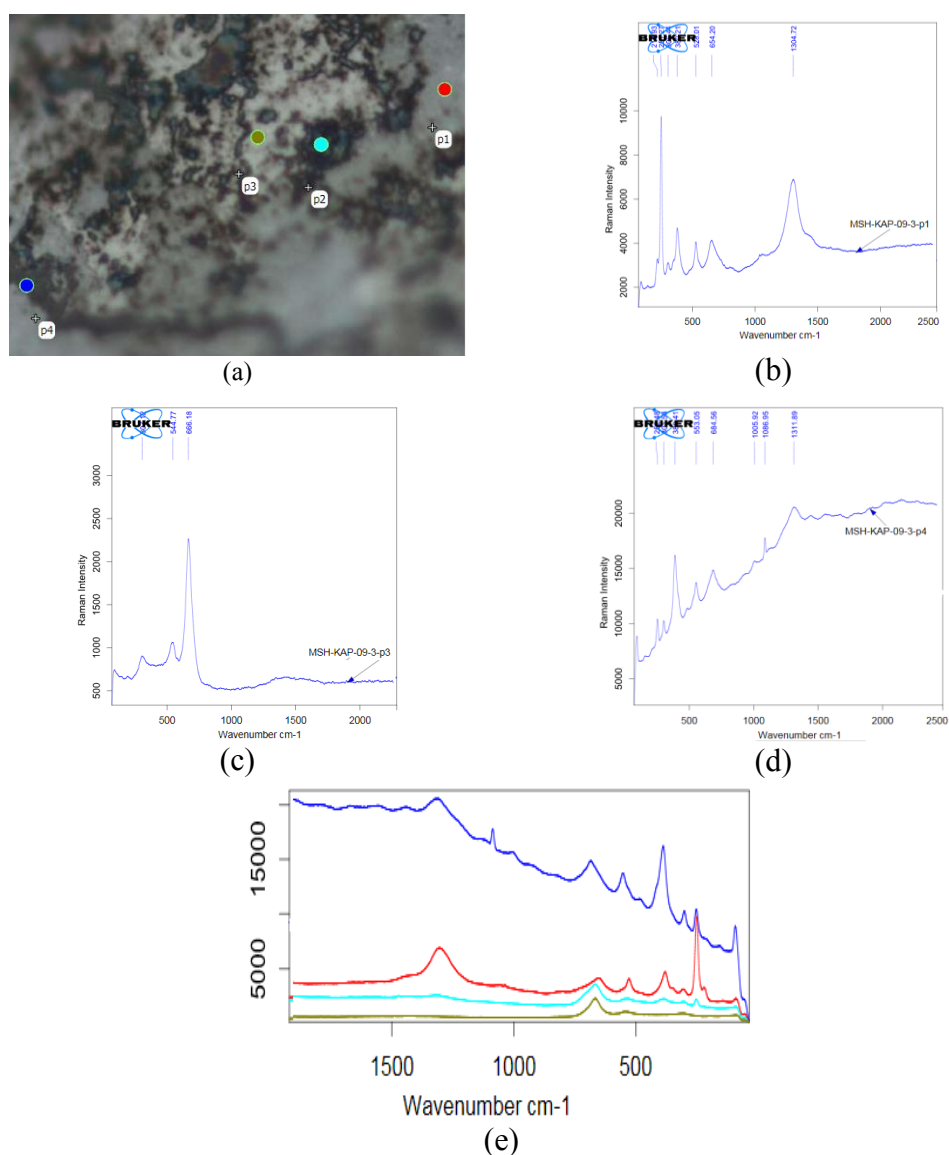 p1
p3
p2
p4
(a)
BRUKER
528.01
654.20
1304.72
10000
8000
6000
4000
2000
Raman Intensity
MSH-KAP-09-3-p1
500
1000
1500
2000
2500
Wavenumber cm-1
(b)
BRUKER
544.77
666.18
3000
2500
2000
1500
1000
500
Raman Intensity
MSH-KAP-09-3-p3
500
1000
1500
2000
Wavenumber cm-1
(c)
BRUKER
553.05
684.56
1005.92
1086.95
1311.89
20000
15000
10000
5000
Raman Intensity
MSH-KAP-09-3-p4
500
1000
1500
2000
2500
Wavenumber cm-1
(d)
15000
5000
1500
1000
500
Wavenumber cm-1
(e)